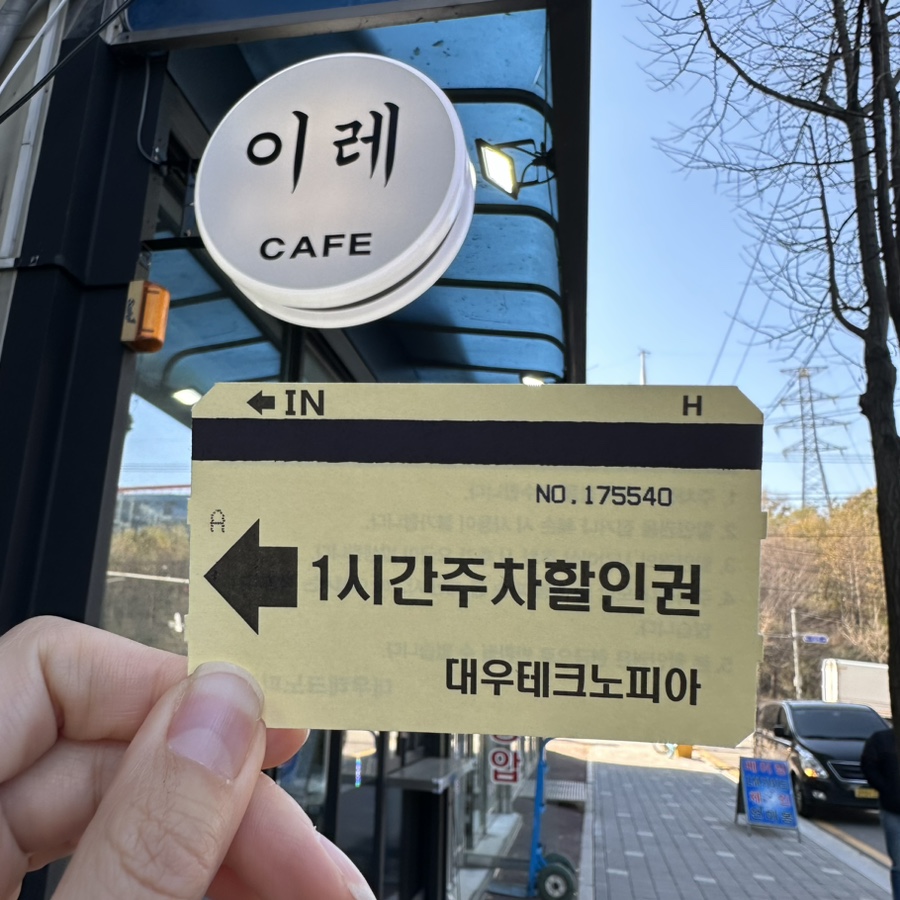 이레
CAFE
← IN
H
NO.175540
A
← 1시간주차할인권
대우테크노피아
압